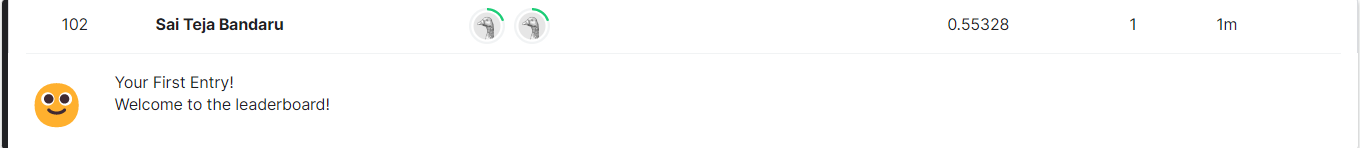 102 Sai Teja Bandaru 0.55328 1 1m
Your First Entry!
Welcome to the leaderboard!